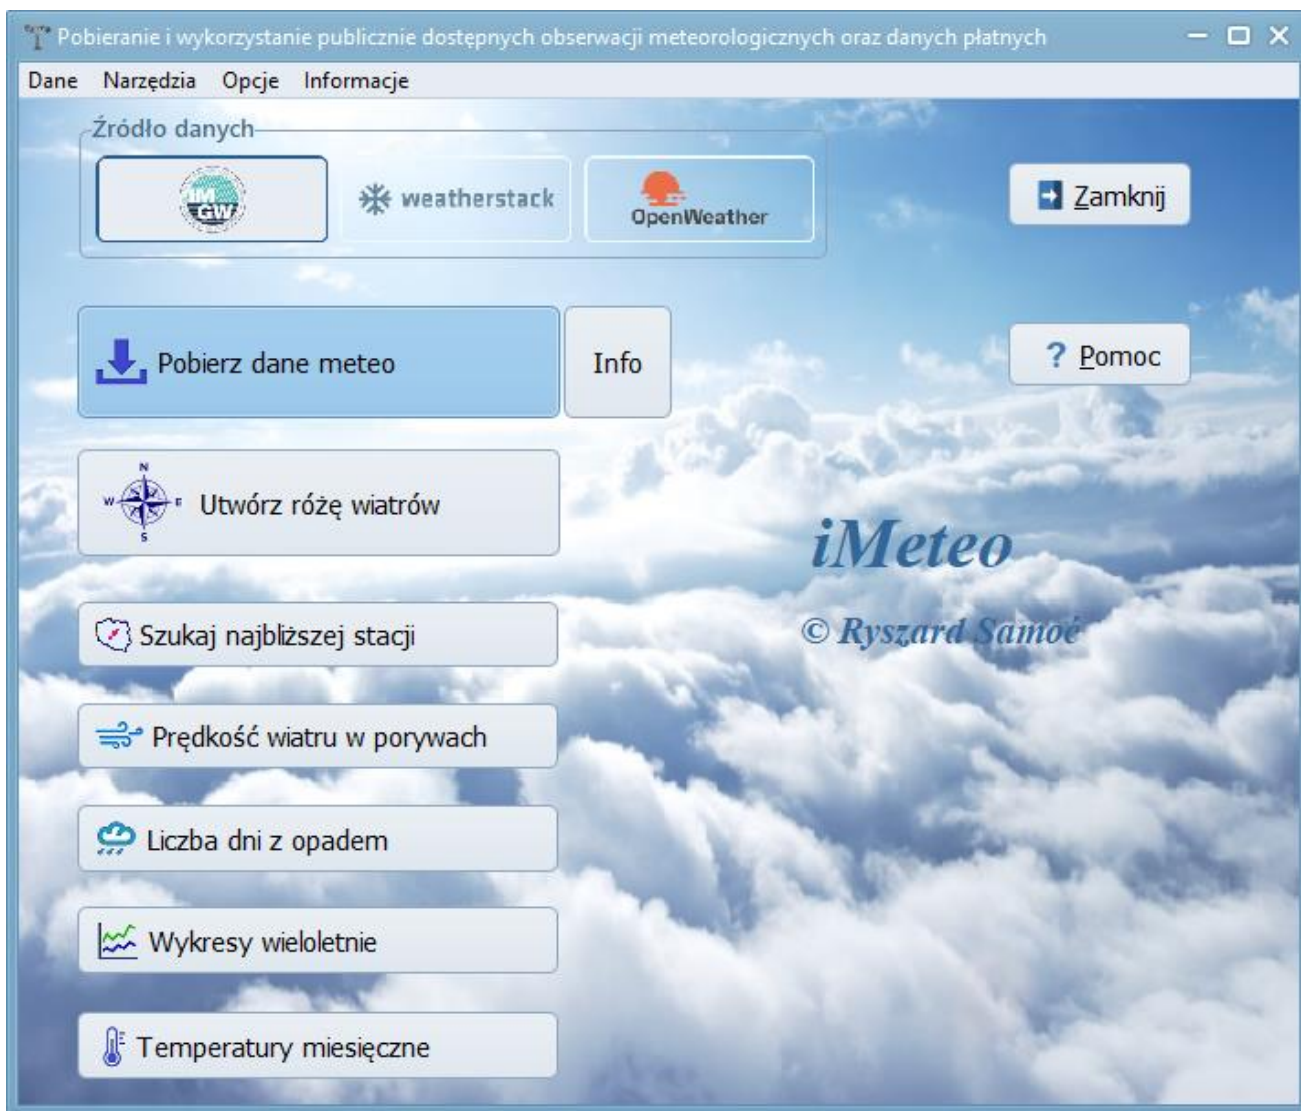 Pobieranie i wykorzystanie publicznie dostępnych obserwacji meteorologicznych oraz danych płatnych
Dane Narzędzia Opcje Informacje
Źródło danych
IMGW
weatherstack
OpenWeather
Zamknij
Pobierz dane meteo
Info
? Pomoc
N
W E
S
Utwórz różę wiatrów
iMeteo
© Ryszard Samoć
Szukaj najbliższej stacji
Prędkość wiatru w porywach
Liczba dni z opadem
Wykresy wieloletnie
Temperatury miesięczne